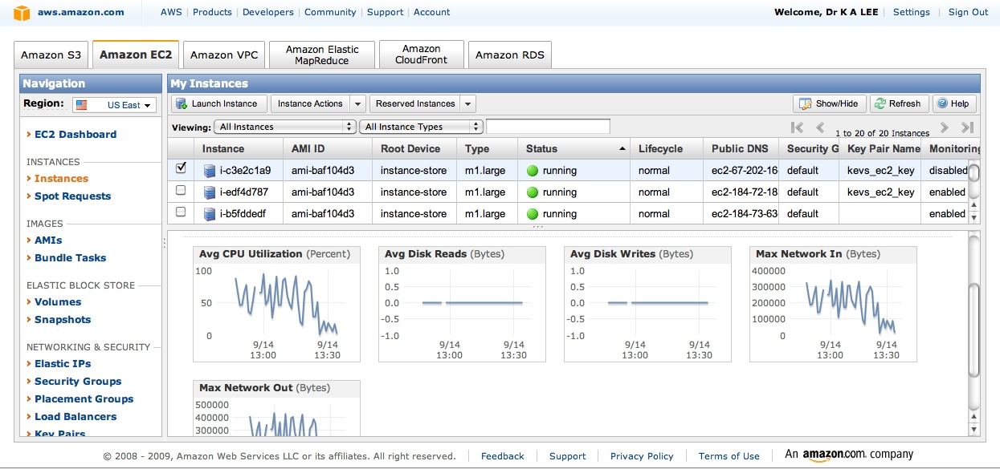 aws.amazon.com AWS | Products | Developers | Community | Support | Account Welcome, Dr K A LEE | Settings | Sign Out
Amazon S3 Amazon EC2 Amazon VPC Amazon Elastic MapReduce Amazon CloudFront Amazon RDS
Navigation
Region: US East
EC2 Dashboard
INSTANCES
Instances
Spot Requests
IMAGES
AMIs
Bundle Tasks
ELASTIC BLOCK STORE
Volumes
Snapshots
NETWORKING & SECURITY
Elastic IPs
Security Groups
Placement Groups
Load Balancers
Key Pairs
My Instances
Launch Instance Instance Actions Reserved Instances Show/Hide Refresh Help
Viewing: All Instances All Instance Types 1 to 20 of 20 Instances
Instance AMI ID Root Device Type Status Lifecycle Public DNS Security G Key Pair Name Monitoring
i-c3e2c1a9 ami-baf104d3 instance-store m1.large running normal ec2-67-202-16 default kevs_ec2_key disabled
i-edf4d787 ami-baf104d3 instance-store m1.large running normal ec2-184-72-18 default kevs_ec2_key enabled
i-b5fddedf ami-baf104d3 instance-store m1.large running normal ec2-184-73-63 default enabled
Avg CPU Utilization (Percent)
100
50
0
9/14 9/14
13:00 13:30
Avg Disk Reads (Bytes)
1.0
0.5
0.0
-0.5
-1.0
9/14 9/14
13:00 13:30
Avg Disk Writes (Bytes)
1.0
0.5
0.0
-0.5
-1.0
9/14 9/14
13:00 13:30
Max Network In (Bytes)
400000
300000
200000
100000
0
9/14 9/14
13:00 13:30
Max Network Out (Bytes)
500000
400000
300000
© 2008 - 2009, Amazon Web Services LLC or its affiliates. All right reserved. | Feedback | Support | Privacy Policy | Terms of Use | An amazon.com. company